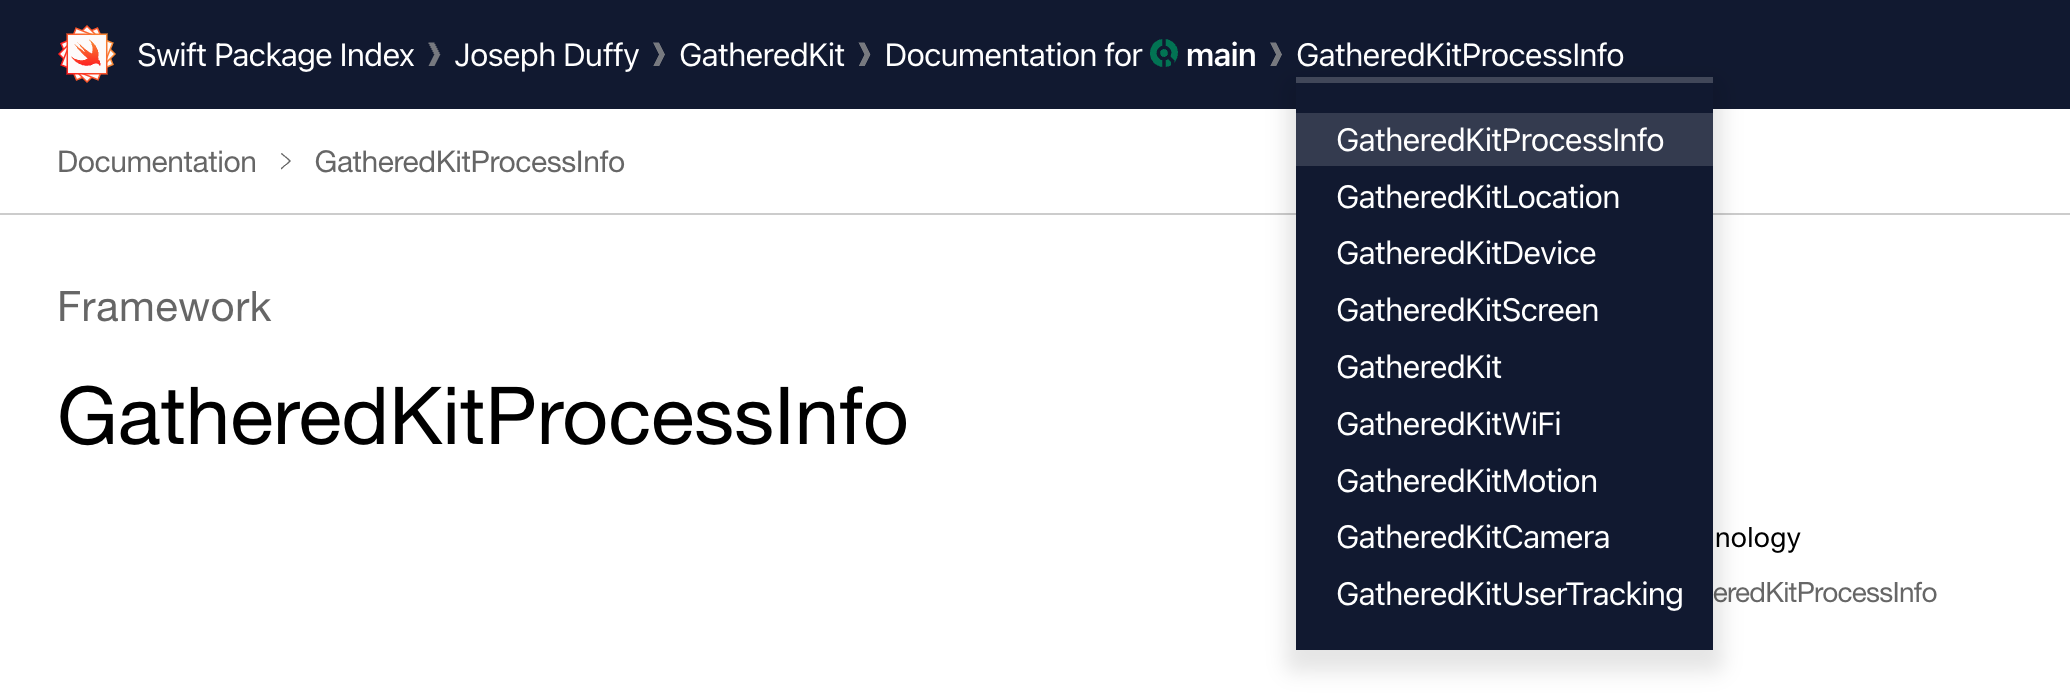 Swift Package Index ⟩ Joseph Duffy ⟩ GatheredKit ⟩ Documentation for main ⟩ GatheredKitProcessInfo
Documentation > GatheredKitProcessInfo
Framework
GatheredKitProcessInfo
GatheredKitProcessInfo
GatheredKitLocation
GatheredKitDevice
GatheredKitScreen
GatheredKit
GatheredKitWiFi
GatheredKitMotion
GatheredKitCamera
GatheredKitUserTracking
nology
eredKitProcessInfo